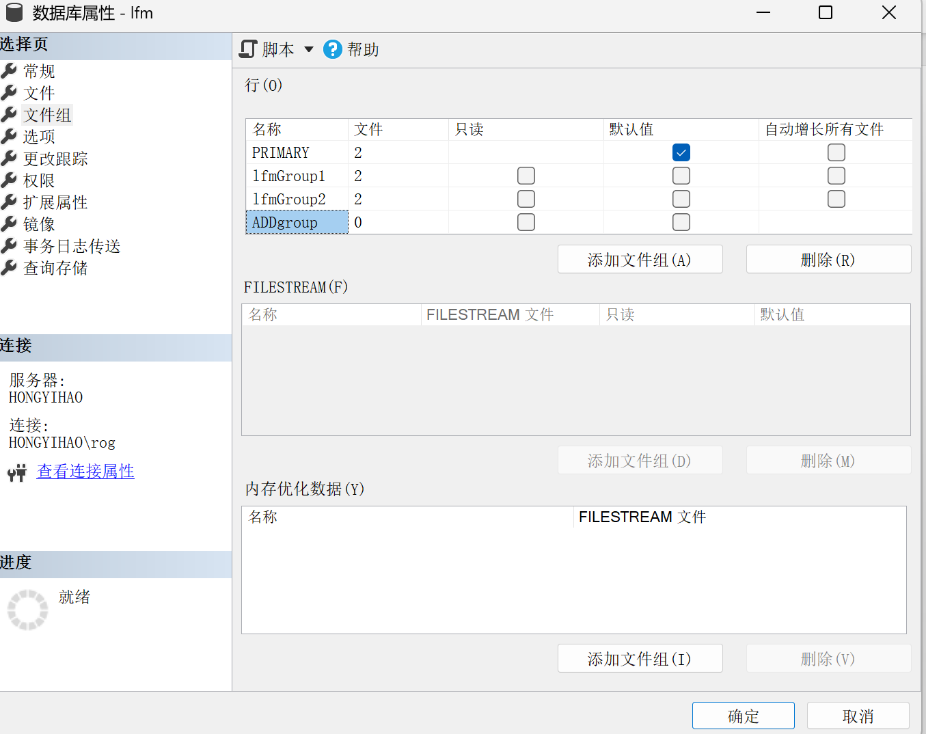 数据库属性 - lfm
选择页
常规
文件
文件组
选项
更改跟踪
权限
扩展属性
镜像
事务日志传送
查询存储
连接
服务器:
HONGYIHAO
连接:
HONGYIHAO\rog
查看连接属性
进度
就绪
脚本 帮助
行(O)
名称 文件 只读 默认值 自动增长所有文件
PRIMARY 2
lfmGroup1 2
lfmGroup2 2
ADDgroup 0
添加文件组(A) 删除(R)
FILESTREAM(F)
名称 FILESTREAM 文件 只读 默认值
添加文件组(D) 删除(M)
内存优化数据(Y)
名称 FILESTREAM 文件
添加文件组(I) 删除(V)
确定 取消